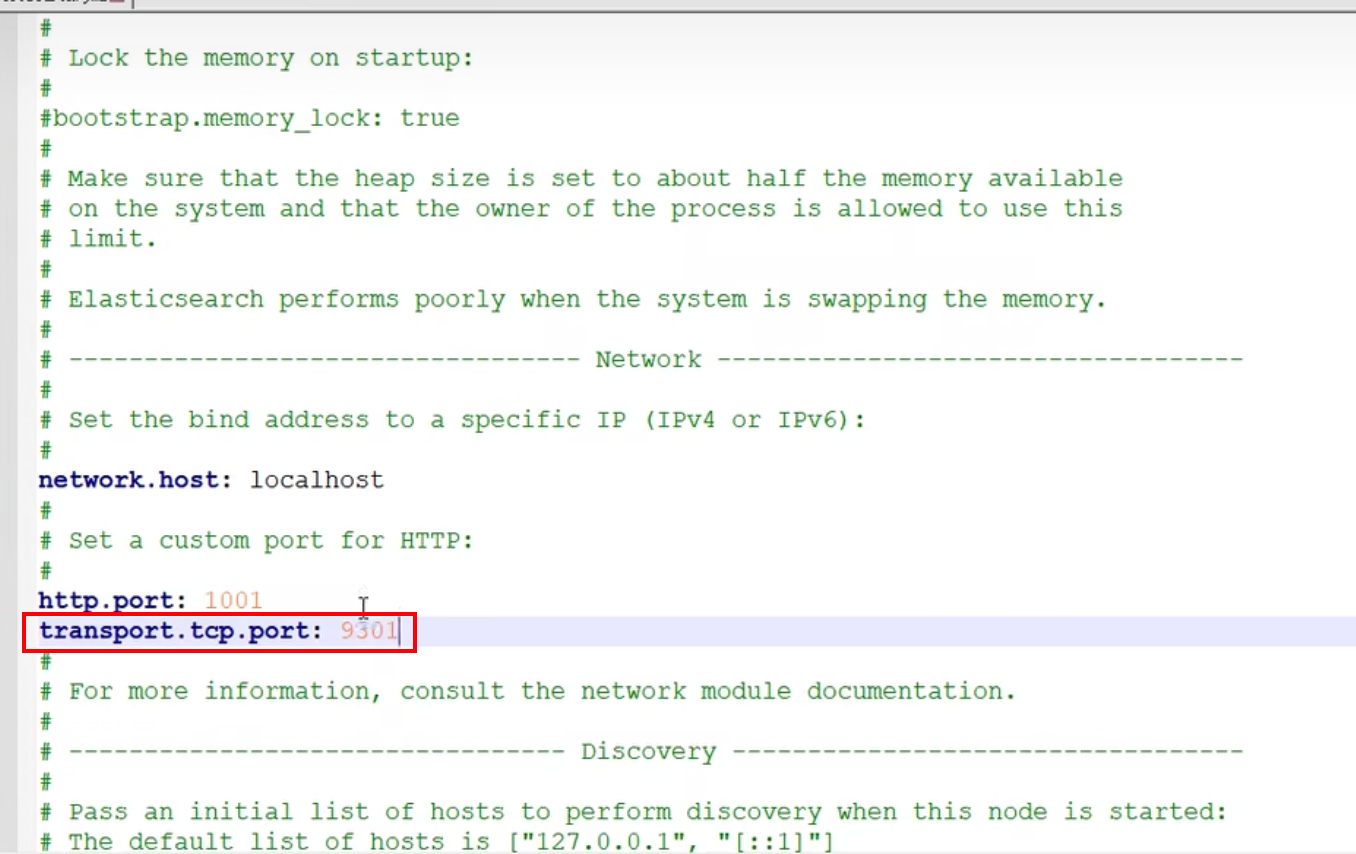 #
# Lock the memory on startup:
#
#bootstrap.memory_lock: true
#
# Make sure that the heap size is set to about half the memory available
# on the system and that the owner of the process is allowed to use this
# limit.
#
# Elasticsearch performs poorly when the system is swapping the memory.
#
# ---------------------------------- Network -----------------------------------
#
# Set the bind address to a specific IP (IPv4 or IPv6):
#
network.host: localhost
#
# Set a custom port for HTTP:
#
http.port: 1001
transport.tcp.port: 9301
#
# For more information, consult the network module documentation.
#
# --------------------------------- Discovery ----------------------------------
#
# Pass an initial list of hosts to perform discovery when this node is started:
# The default list of hosts is ["127.0.0.1", "[::1]"]